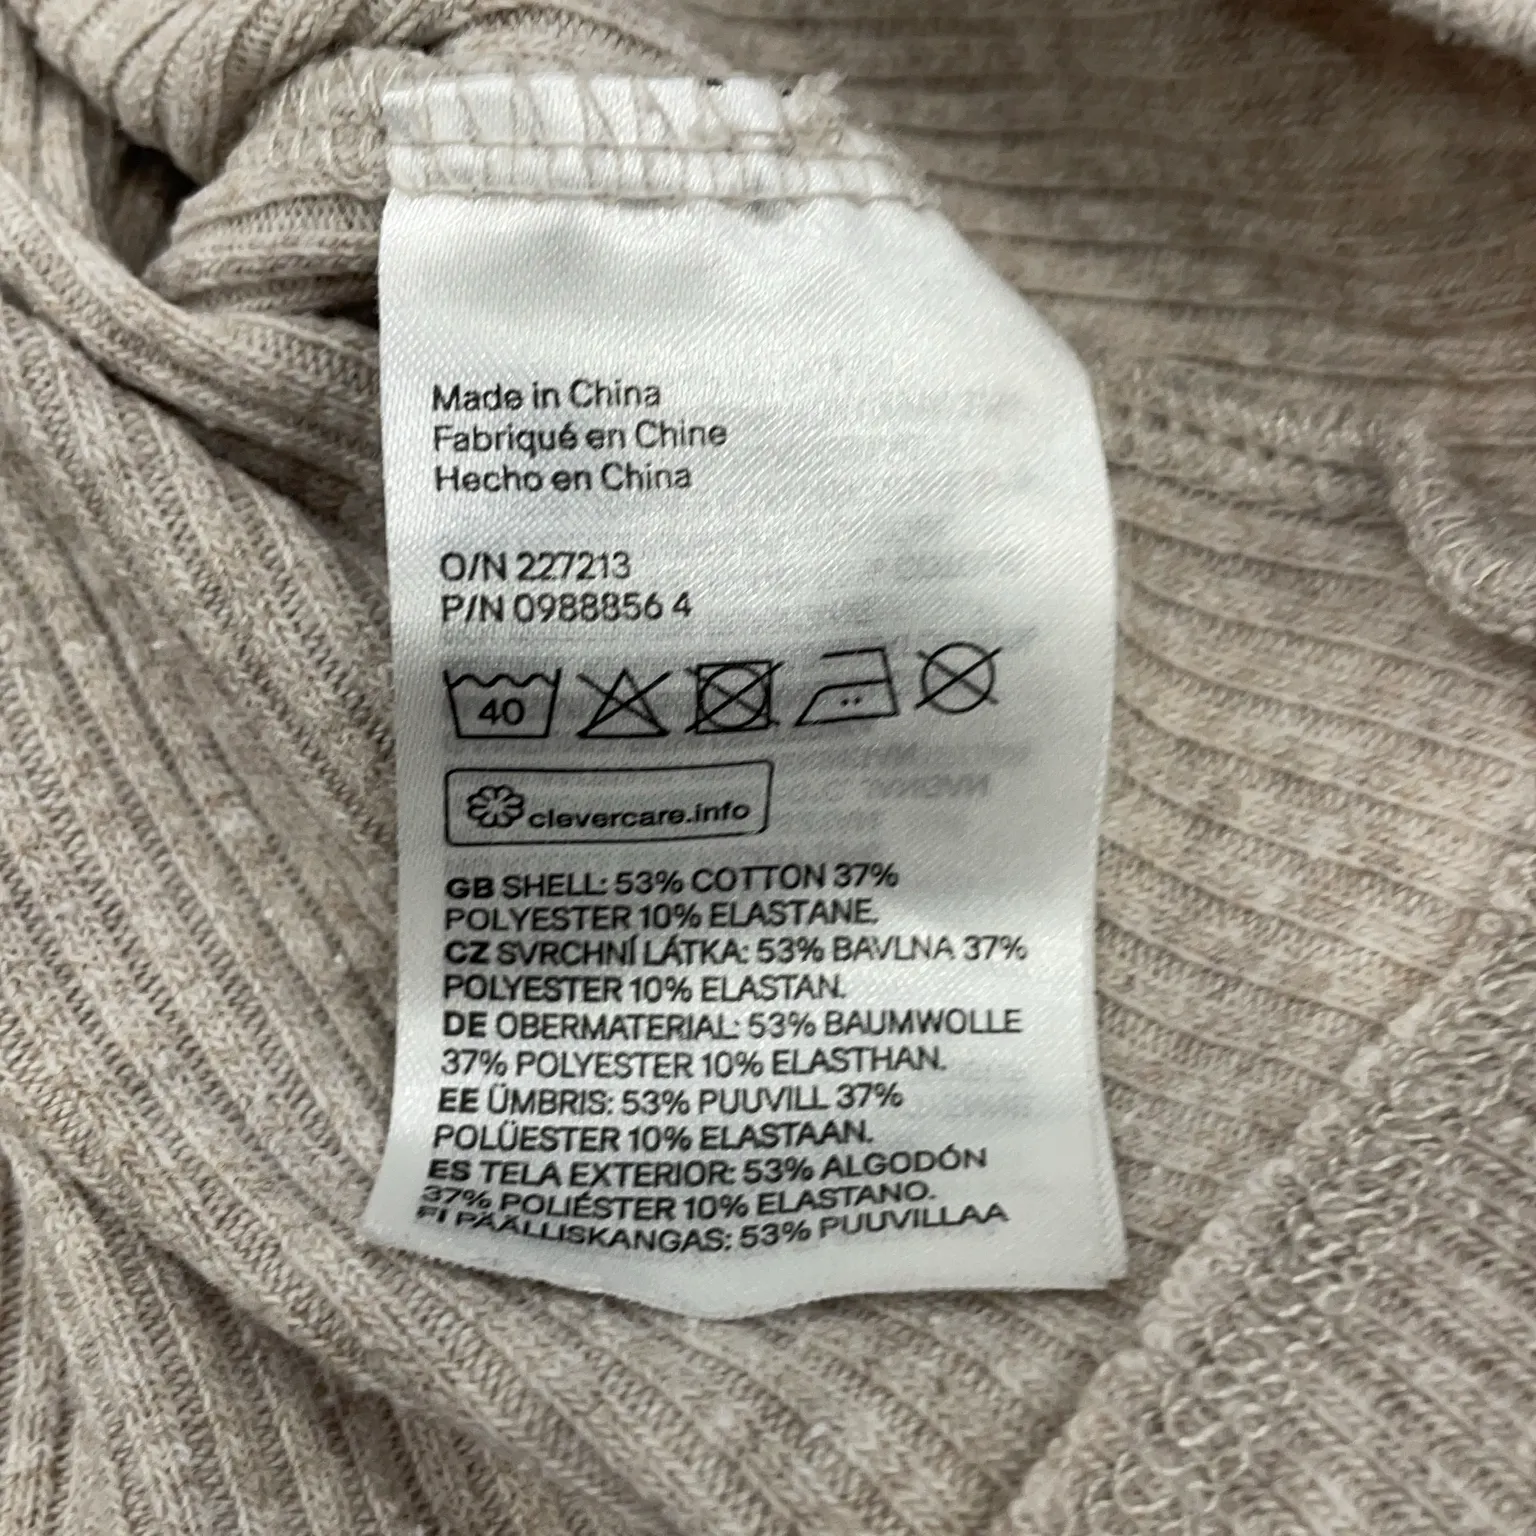 Made in China
Fabriqué en Chine
Hecho en China
O/N 227213
P/N 0988856 4
40
clevercare.info
GB SHELL: 53% COTTON 37%
POLYESTER 10% ELASTANE.
CZ SVRCHNÍ LÁTKA: 53% BAVLNA 37%
POLYESTER 10% ELASTAN.
DE OBERMATERIAL: 53% BAUMWOLLE
37% POLYESTER 10% ELASTHAN.
EE ÜMBRIS: 53% PUUVILL 37%
POLÜESTER 10% ELASTAAN.
ES TELA EXTERIOR: 53% ALGODÓN
37% POLIÉSTER 10% ELASTANO.
FI PÄÄLLISKANGAS: 53% PUUVILLAA